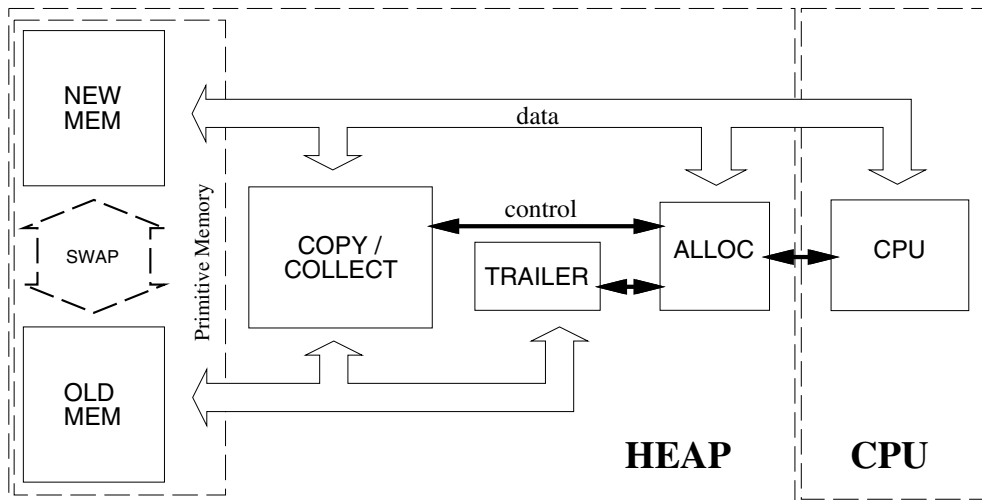 NEW
MEM
data
Primitive Memory
control
SWAP
COPY /
COLLECT
TRAILER
ALLOC
CPU
OLD
MEM
HEAP
CPU